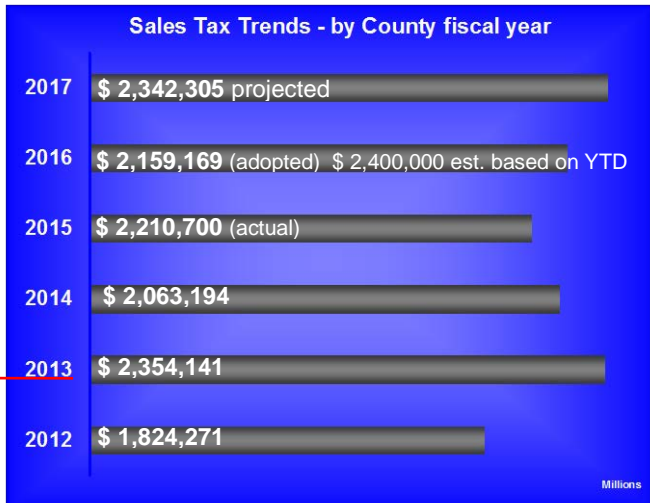 Sales Tax Trends - by County fiscal year
2017 $ 2,342,305 projected
2016 $ 2,159,169 (adopted) $ 2,400,000 est. based on YTD
2015 $ 2,210,700 (actual)
2014 $ 2,063,194
2013 $ 2,354,141
2012 $ 1,824,271
Millions